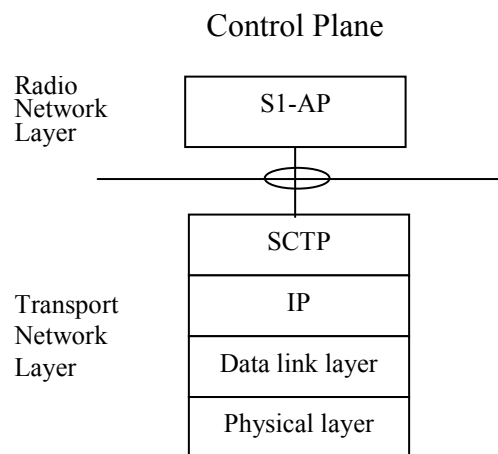 Control Plane
Radio
Network
Layer
S1-AP
SCTP
IP
Transport
Network
Layer
Data link layer
Physical layer